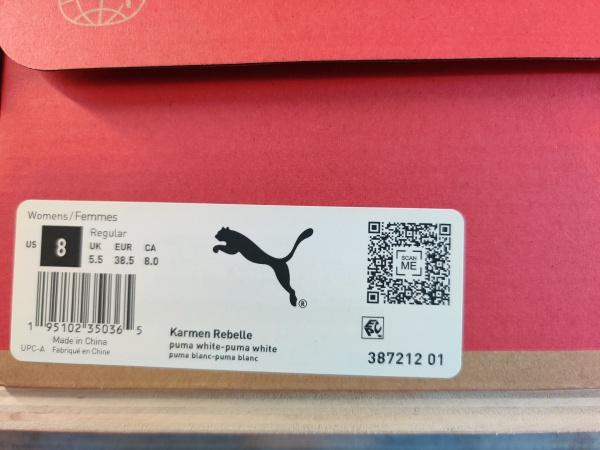 Womens/Femmes
Regular
US 8 UK EUR CA
5.5 38.5 8.0
1 95102 35036 5
Made in China
UPC-A Fabriqué en Chine
®
Karmen Rebelle
puma white-puma white
puma blanc-puma blanc
SCAN
ME
387212 01